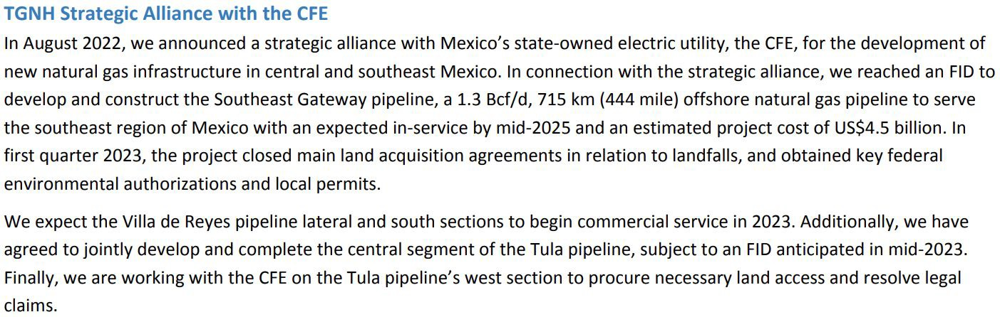 TGNH Strategic Alliance with the CFE
In August 2022, we announced a strategic alliance with Mexico’s state-owned electric utility, the CFE, for the development of
new natural gas infrastructure in central and southeast Mexico. In connection with the strategic alliance, we reached an FID to
develop and construct the Southeast Gateway pipeline, a 1.3 Bcf/d, 715 km (444 mile) offshore natural gas pipeline to serve
the southeast region of Mexico with an expected in-service by mid-2025 and an estimated project cost of US$4.5 billion. In
first quarter 2023, the project closed main land acquisition agreements in relation to landfalls, and obtained key federal
environmental authorizations and local permits.
We expect the Villa de Reyes pipeline lateral and south sections to begin commercial service in 2023. Additionally, we have
agreed to jointly develop and complete the central segment of the Tula pipeline, subject to an FID anticipated in mid-2023.
Finally, we are working with the CFE on the Tula pipeline’s west section to procure necessary land access and resolve legal
claims.